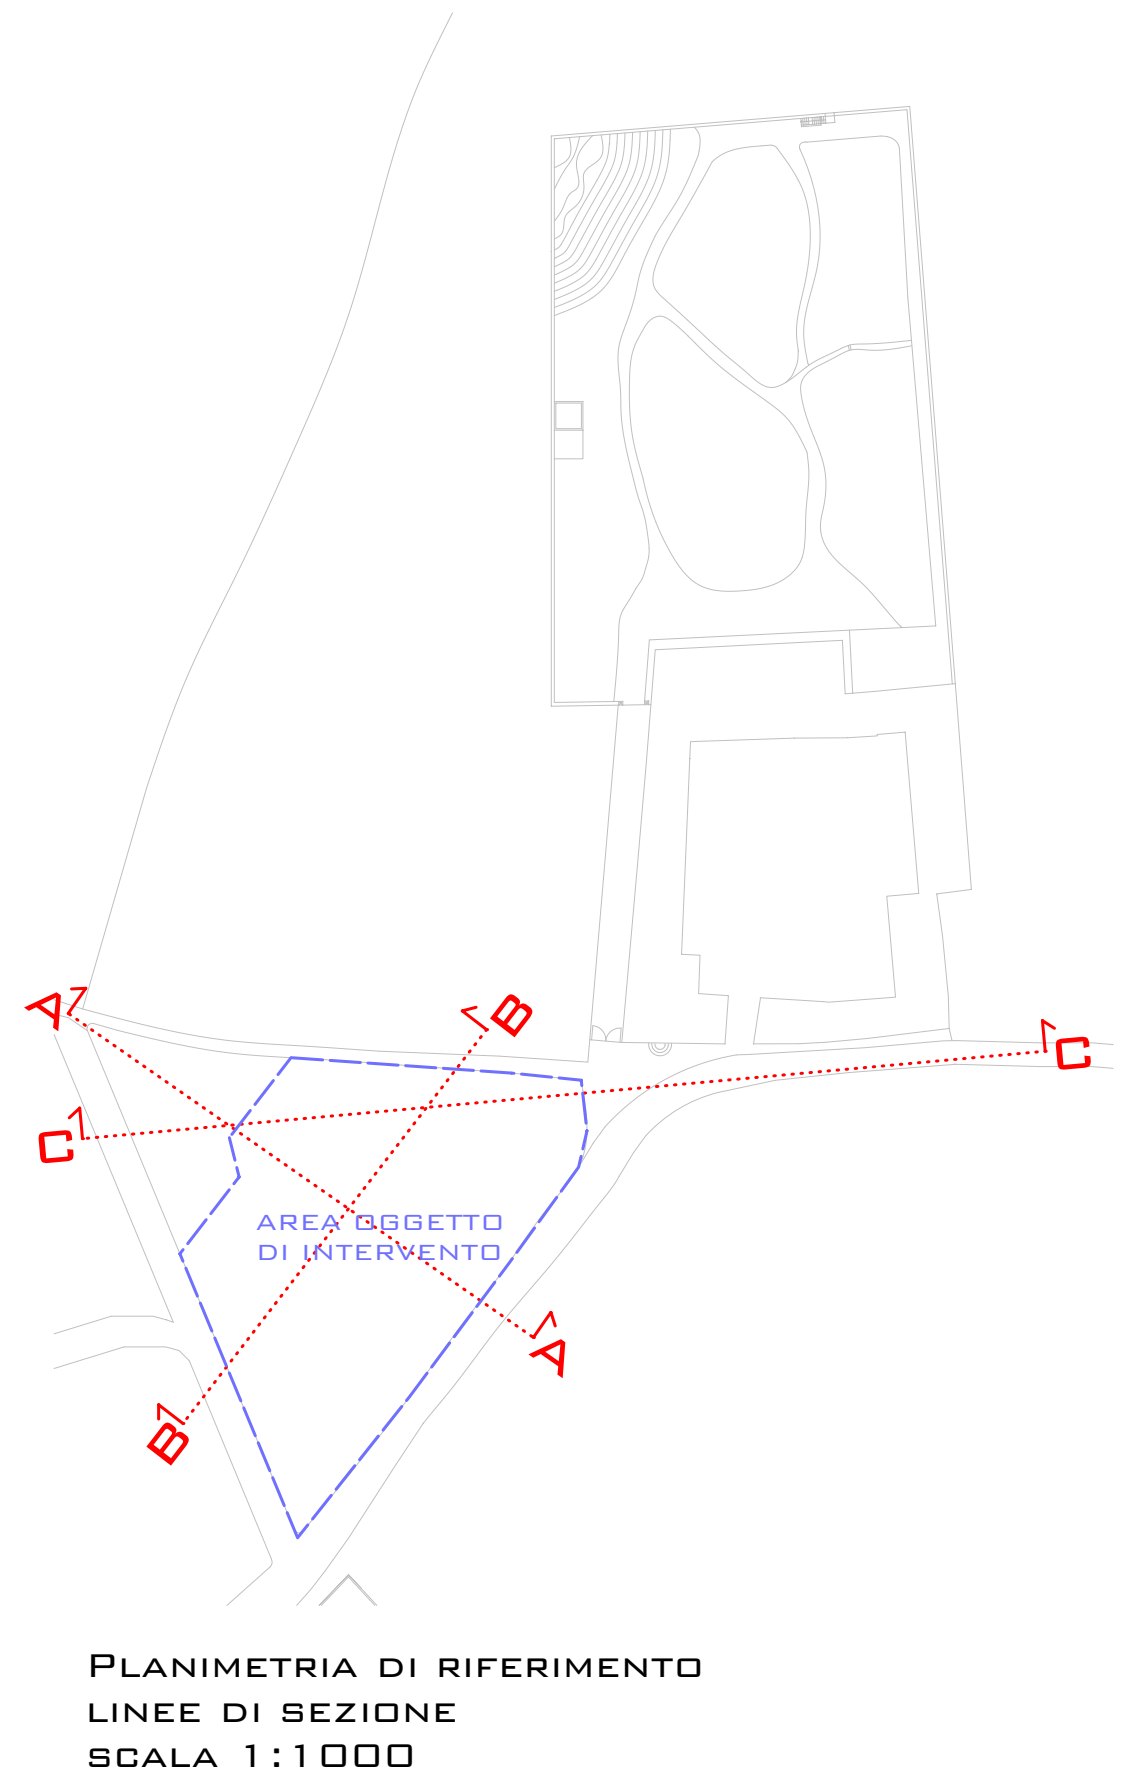 A
B
C
C
AREA OGGETTO
DI INTERVENTO
A
B
PLANIMETRIA DI RIFERIMENTO
LINEE DI SEZIONE
SCALA 1:1000